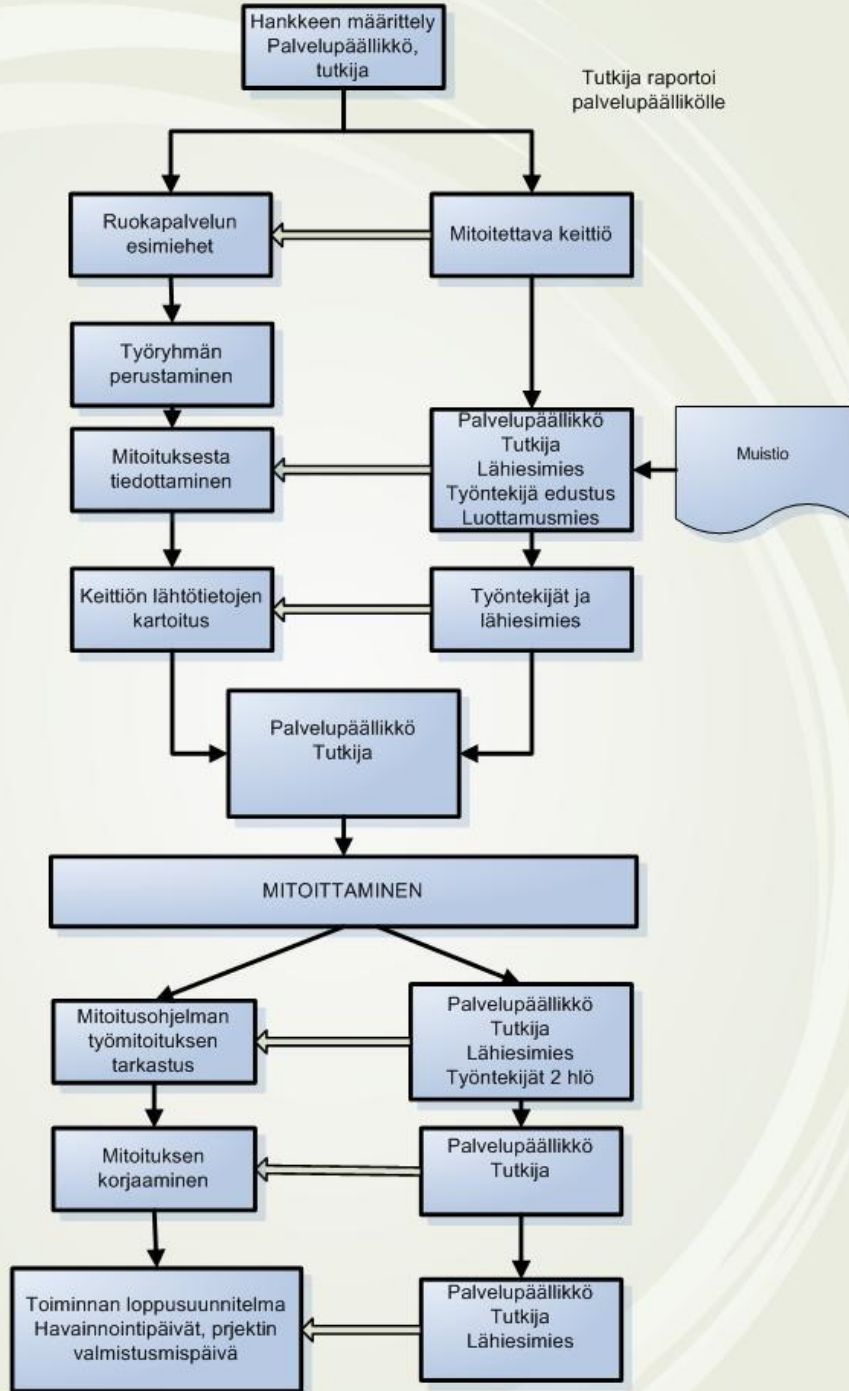 Hankkeen määrittely
Palvelupäällikkö,
tutkija
Tutkija raportoi
palvelupäällikölle
Ruokapalvelun
esimiehet
Mitoitettava keittiö
Työryhmän
perustaminen
Mitoituksesta
tiedottaminen
Palvelupäällikkö
Tutkija
Lähiesimies
Työntekijä edustus
Luottamusmies
Muistio
Keittiön lähtötietojen
kartoitus
Työntekijät ja
lähiesimies
Palvelupäällikkö
Tutkija
MITOITTAMINEN
Mitoitusohjelman
työmitoituksen
tarkastus
Palvelupäällikkö
Tutkija
Lähiesimies
Työntekijät 2 hlö
Mitoituksen
korjaaminen
Palvelupäällikkö
Tutkija
Toiminnan loppusuunnitelma
Havainnointipäivät, prjektin
valmistusmispäivä
Palvelupäällikkö
Tutkija
Lähiesimies